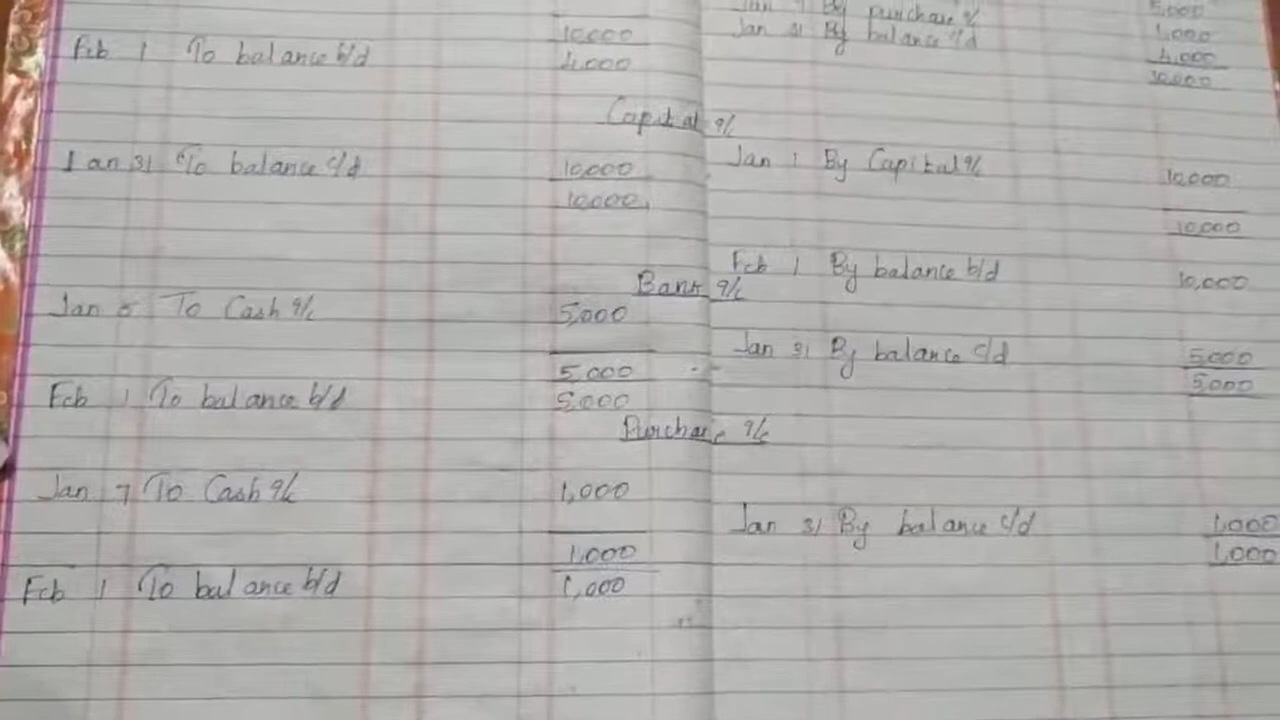 Jan 7 By purchase a/c 5,000
10,000 Jan 31 By balance c/d 1,000
Feb 1 To balance b/d 4,000 4,000
10,000
Capital a/c
Jan 31 To balance c/d 10,000 Jan 1 By Capital a/c 10,000
10,000 10,000
Feb 1 By balance b/d 10,000
Bank a/c
Jan 5 To Cash a/c 5,000
Jan 31 By balance c/d 5,000
5,000 5,000
Feb 1 To balance b/d 5,000
Purchase a/c
Jan 7 To Cash a/c 1,000
Jan 31 By balance c/d 1,000
1,000 1,000
Feb 1 To balance b/d 1,000